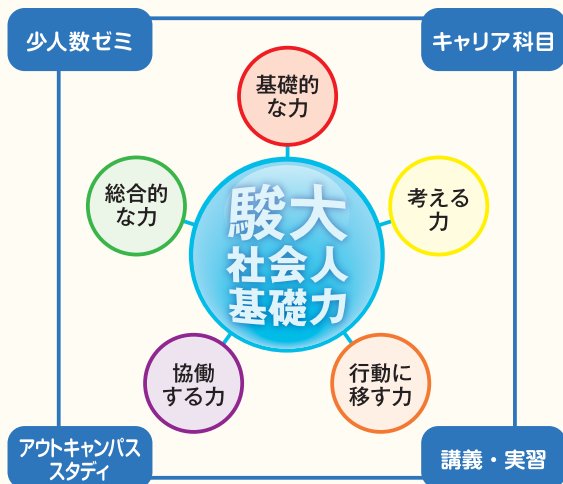 少人数ゼミ
キャリア科目
基礎的
な力
総合的
な力
考える
力
駿大
社会人
基礎力
協働
する力
行動に
移す力
アウトキャンパス
スタディ
講義・実習